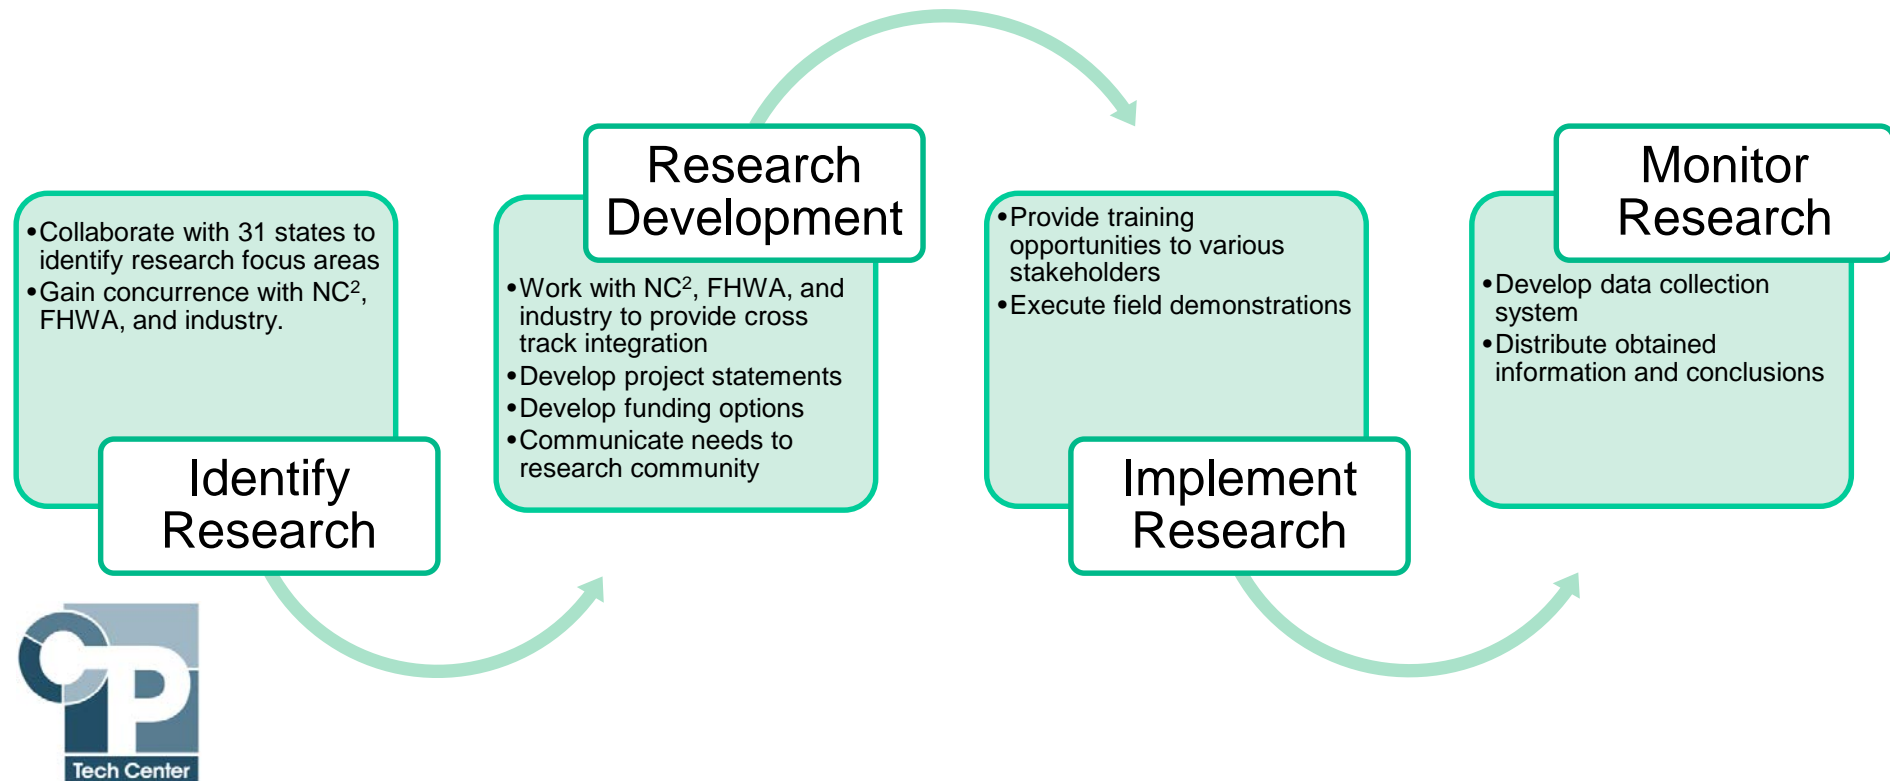 •Collaborate with 31 states to
identify research focus areas
•Gain concurrence with NC²,
FHWA, and industry.
Identify
Research
Research
Development
•Work with NC², FHWA, and
industry to provide cross
track integration
•Develop project statements
•Develop funding options
•Communicate needs to
research community
•Provide training
opportunities to various
stakeholders
•Execute field demonstrations
Implement
Research
Monitor
Research
•Develop data collection
system
•Distribute obtained
information and conclusions
CP
Tech Center